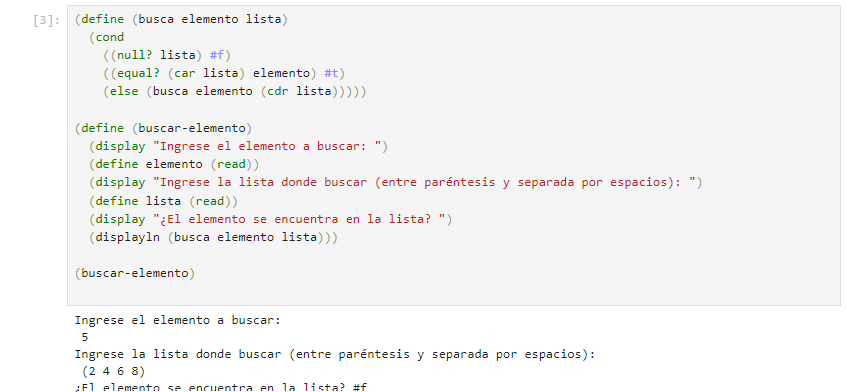 [3]: (define (busca elemento lista)
  (cond
    ((null? lista) #f)
    ((equal? (car lista) elemento) #t)
    (else (busca elemento (cdr lista)))))
(define (buscar-elemento)
  (display "Ingrese el elemento a buscar: ")
  (define elemento (read))
  (display "Ingrese la lista donde buscar (entre paréntesis y separada por espacios): ")
  (define lista (read))
  (display "¿El elemento se encuentra en la lista? ")
  (displayln (busca elemento lista)))
(buscar-elemento)
Ingrese el elemento a buscar:
 5
Ingrese la lista donde buscar (entre paréntesis y separada por espacios):
 (2 4 6 8)
¿El elemento se encuentra en la lista? #f